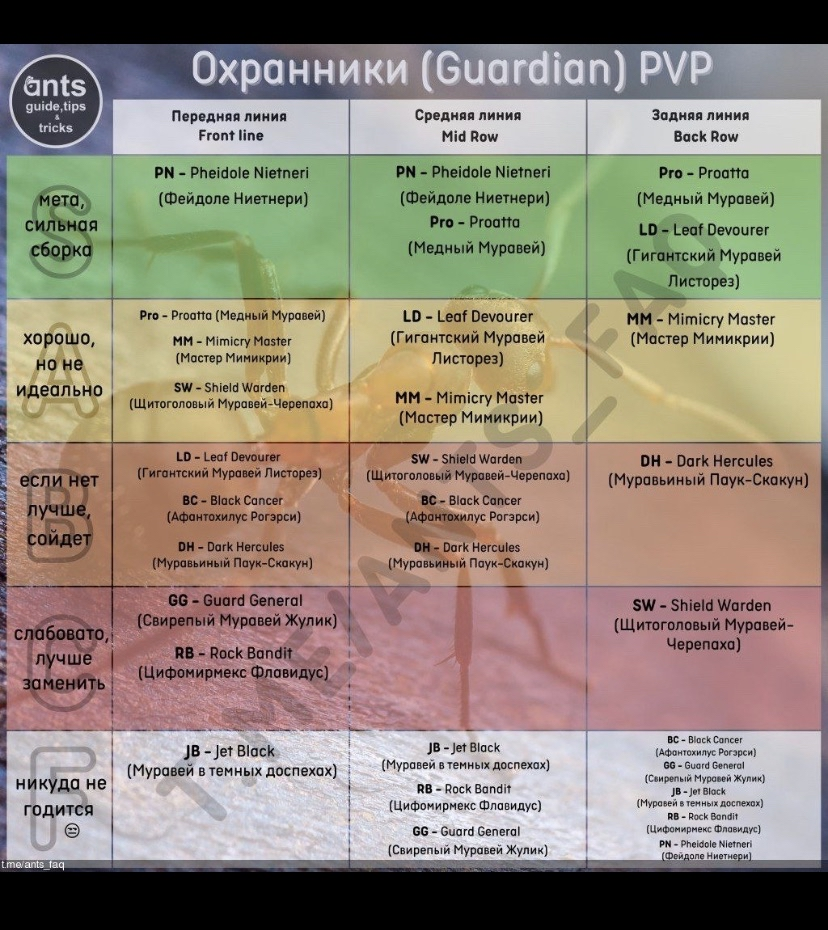 Охранники (Guardian) PVP
ants
guide,tips
&
tricks
Передняя линия
Front line
Средняя линия
Mid Row
Задняя линия
Back Row
S
мета,
сильная
сборка
PN – Pheidole Nietneri
(Фейдоле Ниетнери)
PN – Pheidole Nietneri
(Фейдоле Ниетнери)
Pro – Proatta
(Медный Муравей)
Pro – Proatta
(Медный Муравей)
LD – Leaf Devourer
(Гигантский Муравей
Листорез)
A
хорошо,
но не
идеально
Pro – Proatta (Медный Муравей)
MM – Mimicry Master
(Мастер Мимикрии)
SW – Shield Warden
(Щитоголовый Муравей-Черепаха)
LD – Leaf Devourer
(Гигантский Муравей
Листорез)
MM – Mimicry Master
(Мастер Мимикрии)
MM – Mimicry Master
(Мастер Мимикрии)
B
если нет
лучше,
сойдет
LD – Leaf Devourer
(Гигантский Муравей Листорез)
BC – Black Cancer
(Афантохилус Рогэрси)
DH – Dark Hercules
(Муравьиный Паук-Скакун)
SW – Shield Warden
(Щитоголовый Муравей-Черепаха)
BC – Black Cancer
(Афантохилус Рогэрси)
DH – Dark Hercules
(Муравьиный Паук-Скакун)
DH – Dark Hercules
(Муравьиный Паук-Скакун)
C
слабовато,
лучше
заменить
GG – Guard General
(Свирепый Муравей Жулик)
RB – Rock Bandit
(Цифомирмекс Флавидус)
SW – Shield Warden
(Щитоголовый Муравей-
Черепаха)
F
никуда не
годится
😒
JB – Jet Black
(Муравей в темных доспехах)
JB – Jet Black
(Муравей в темных доспехах)
RB – Rock Bandit
(Цифомирмекс Флавидус)
GG – Guard General
(Свирепый Муравей Жулик)
BC – Black Cancer
(Афантохилус Рогэрси)
GG – Guard General
(Свирепый Муравей Жулик)
JB – Jet Black
(Муравей в темных доспехах)
RB – Rock Bandit
(Цифомирмекс Флавидус)
PN – Pheidole Nietneri
(Фейдоле Ниетнери)
T.ME/ANTS_FAQ
t.me/ants_faq